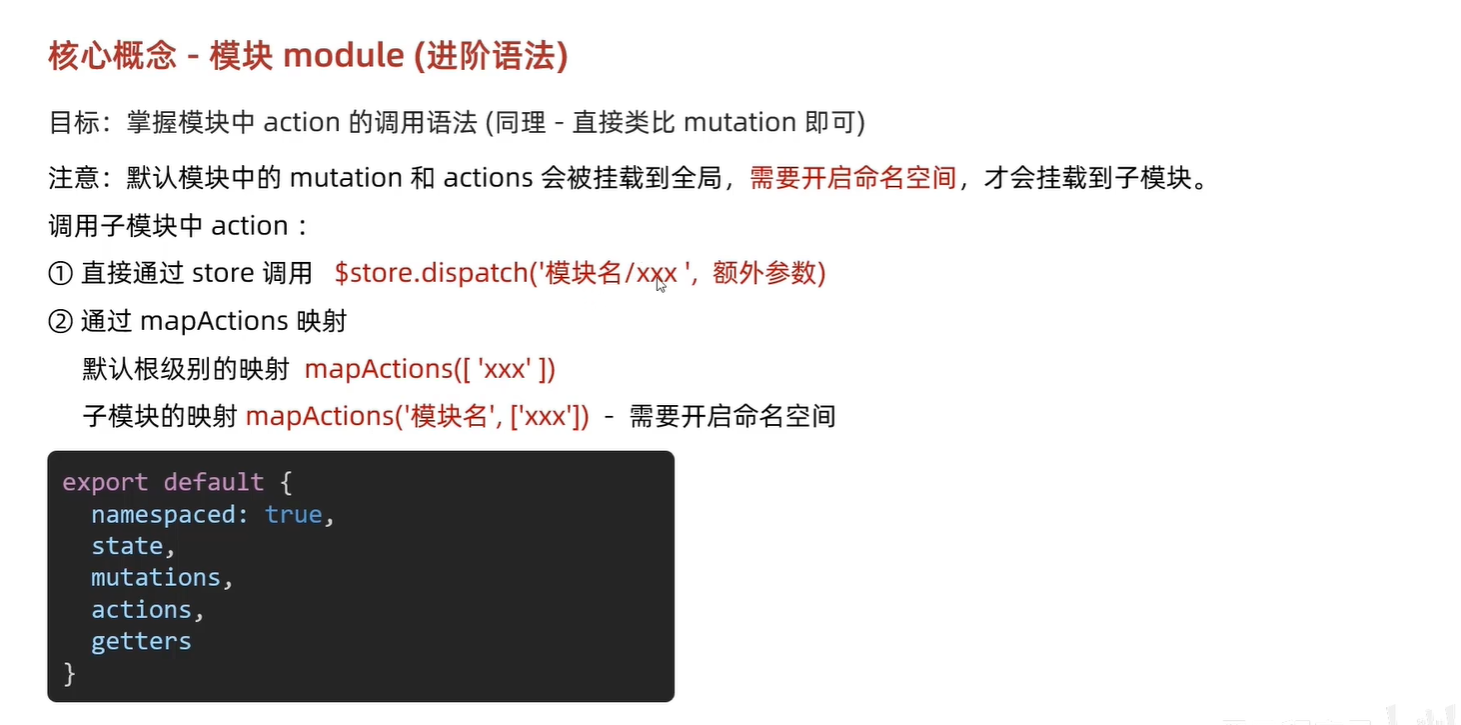 核心概念 - 模块 module (进阶语法)
目标：掌握模块中 action 的调用语法 (同理 - 直接类比 mutation 即可)
注意：默认模块中的 mutation 和 actions 会被挂载到全局，需要开启命名空间，才会挂载到子模块。
调用子模块中 action ：
① 直接通过 store 调用 $store.dispatch('模块名/xxx ', 额外参数)
② 通过 mapActions 映射
默认根级别的映射 mapActions([ 'xxx' ])
子模块的映射 mapActions('模块名', ['xxx']) - 需要开启命名空间
export default {
namespaced: true,
state,
mutations,
actions,
getters
}